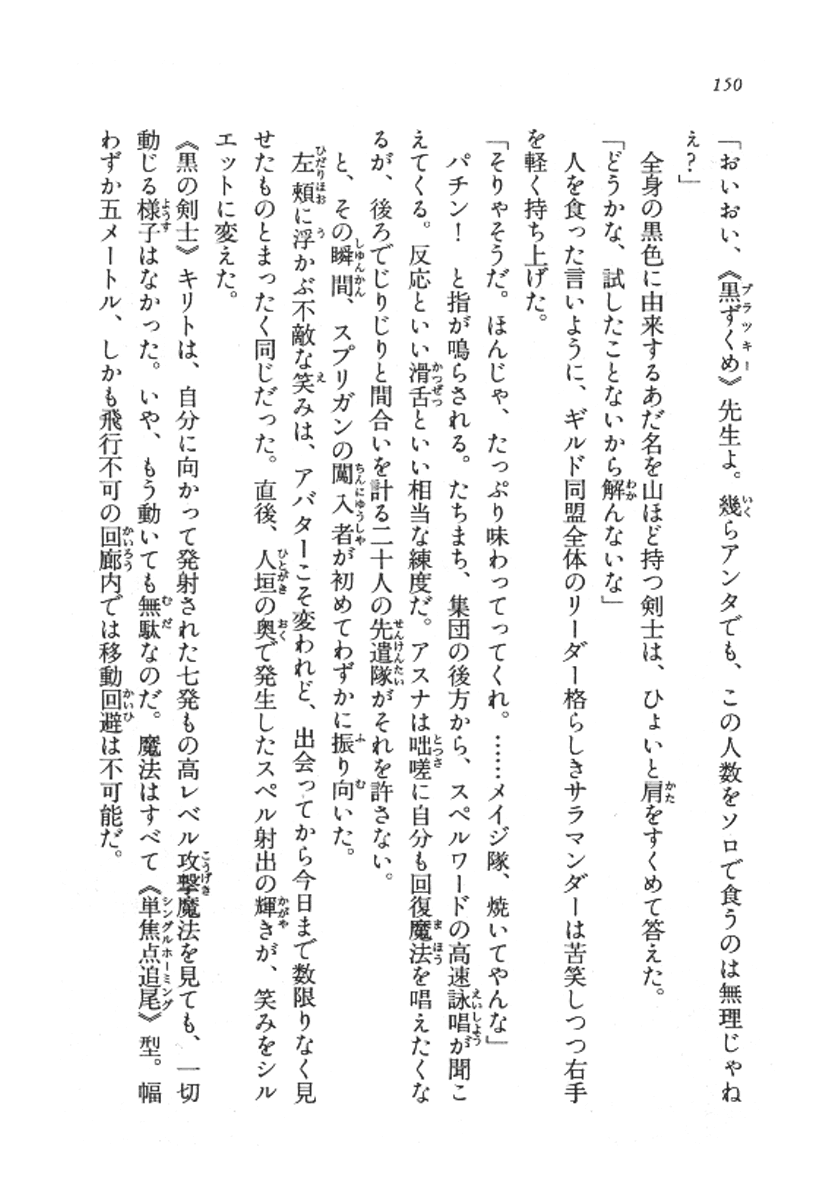 150
「おいおい、《黒ずくめ》先生よ。幾らアンタでも、この人数をソロで食うのは無理じゃね
ぇ?」
全身の黒色に由来するあだ名を山ほど持つ剣士は、ひょいと肩をすくめて答えた。
「どうかな、試したことないから解んないな」
人を食った言いように、ギルド同盟全体のリーダー格らしきサラマンダーは苦笑しつつ右手
を軽く持ち上げた。
「そりゃそうだ。ほんじゃ、たっぷり味わってってくれ。……メイジ隊、焼いてやんな」
パチン! と指が鳴らされる。たちまち、集団の後方から、スペルワードの高速詠唱が聞こ
えてくる。反応といい滑舌といい相当な練度だ。アスナは咄嗟に自分も回復魔法を唱えたくな
るが、後ろでじりじりと間合いを計る二十人の先遣隊がそれを許さない。
と、その瞬間、スプリガンの闖入者が初めてわずかに振り向いた。
左頬に浮かぶ不敵な笑みは、アバターこそ変われど、出会ってから今日まで数限りなく見
せたものとまったく同じだった。直後、人垣の奥で発生したスペル射出の輝きが、笑みをシル
エットに変えた。
《黒の剣士》キリトは、自分に向かって発射された七発もの高レベル攻撃魔法を見ても、一切
動じる様子はなかった。いや、もう動いても無駄なのだ。魔法はすべて《単焦点追尾》型。幅
わずか五メートル、しかも飛行不可の回廊内では移動回避は不可能だ。